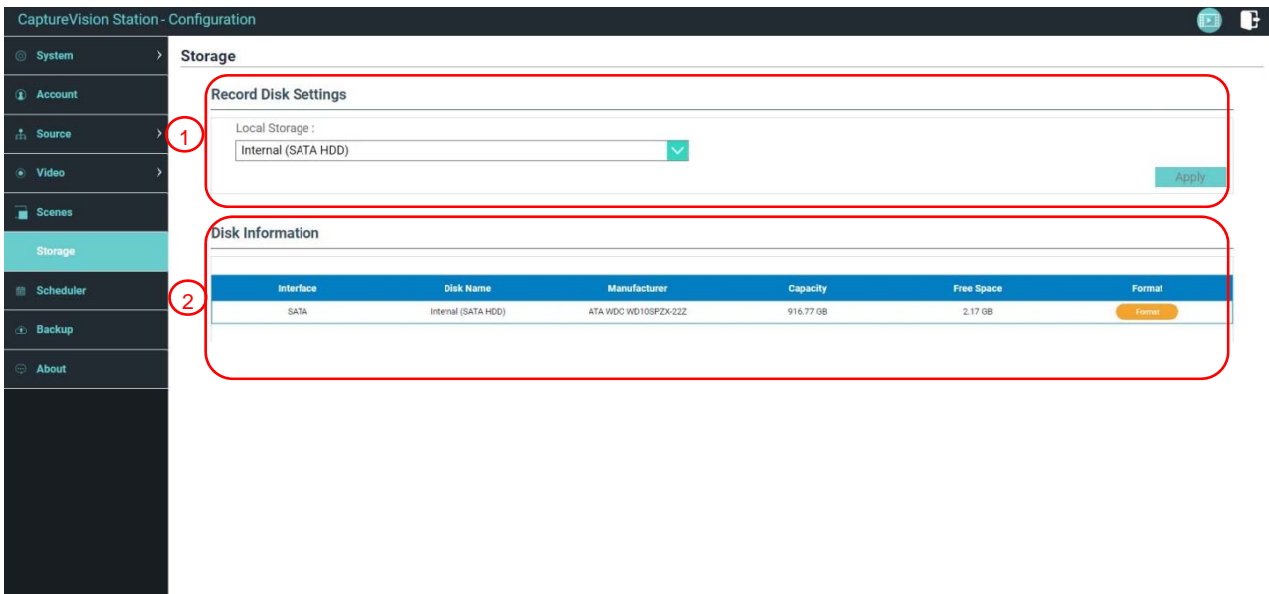 CaptureVision Station - Configuration
System
Account
Source
Video
Scenes
Storage
Scheduler
Backup
About
Storage
1
Record Disk Settings
Local Storage :
Internal (SATA HDD)
Apply
2
Disk Information
Interface Disk Name Manufacturer Capacity Free Space Format
SATA Internal (SATA HDD) ATA WDC WD10SPZX-22Z 916.77 GB 2.17 GB Format